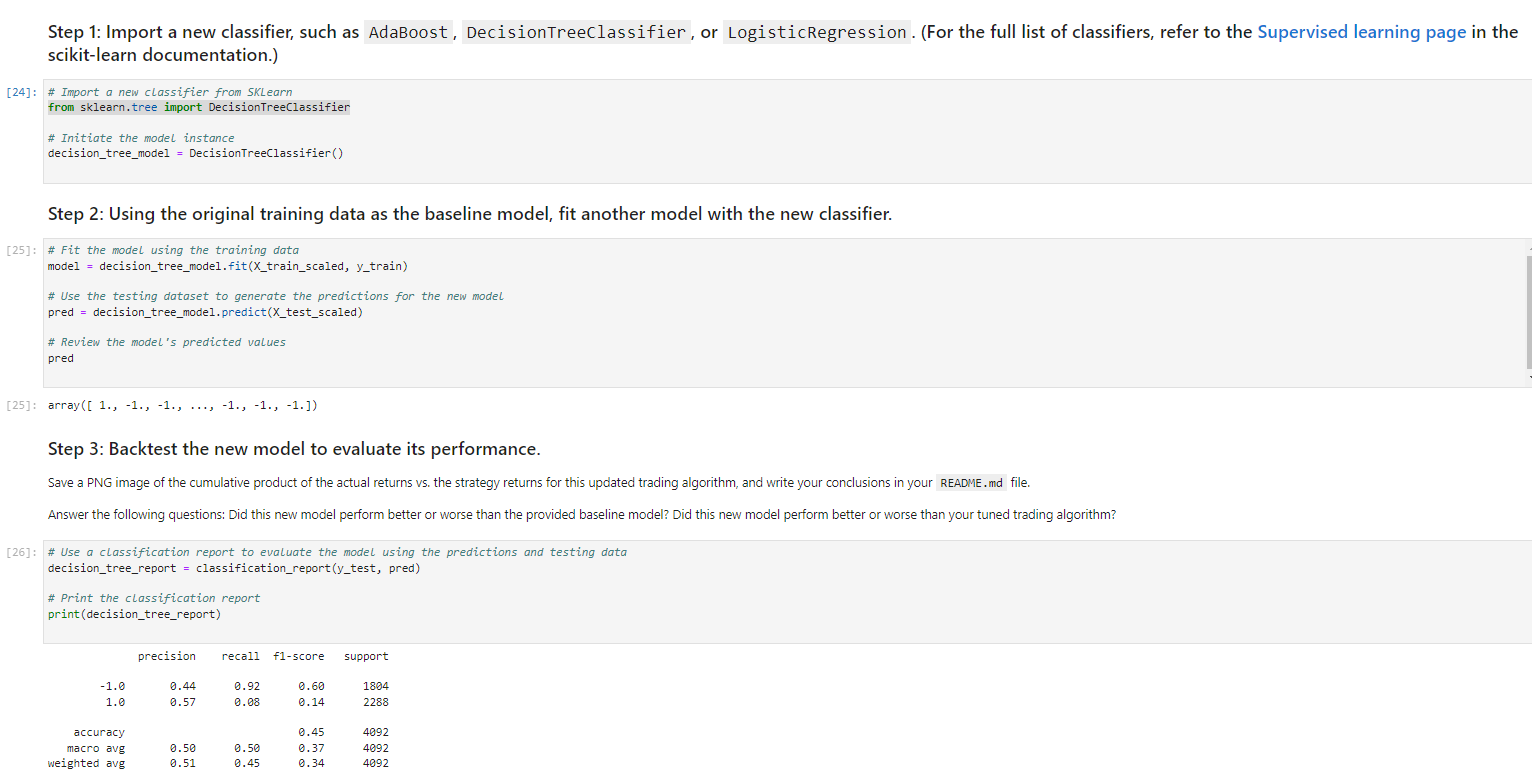 Step 1: Import a new classifier, such as AdaBoost, DecisionTreeClassifier, or LogisticRegression. (For the full list of classifiers, refer to the Supervised learning page in the
scikit-learn documentation.)
[24]: # Import a new classifier from SKLearn
from sklearn.tree import DecisionTreeClassifier
# Initiate the model instance
decision_tree_model = DecisionTreeClassifier()
Step 2: Using the original training data as the baseline model, fit another model with the new classifier.
[25]: # Fit the model using the training data
model = decision_tree_model.fit(X_train_scaled, y_train)
# Use the testing dataset to generate the predictions for the new model
pred = decision_tree_model.predict(X_test_scaled)
# Review the model's predicted values
pred
[25]: array([ 1., -1., -1., ..., -1., -1., -1.])
Step 3: Backtest the new model to evaluate its performance.
Save a PNG image of the cumulative product of the actual returns vs. the strategy returns for this updated trading algorithm, and write your conclusions in your README.md file.
Answer the following questions: Did this new model perform better or worse than the provided baseline model? Did this new model perform better or worse than your tuned trading algorithm?
[26]: # Use a classification report to evaluate the model using the predictions and testing data
decision_tree_report = classification_report(y_test, pred)
# Print the classification report
print(decision_tree_report)
precision recall f1-score support
-1.0 0.44 0.92 0.60 1804
1.0 0.57 0.08 0.14 2288
accuracy 0.45 4092
macro avg 0.50 0.50 0.37 4092
weighted avg 0.51 0.45 0.34 4092